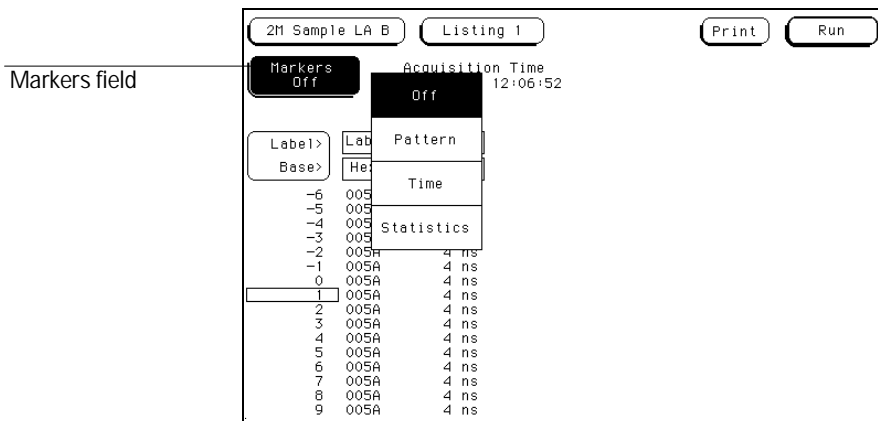 2M Sample LA B Listing 1 Print Run
Markers field
Markers Acquisition Time
Off 12:06:52
Off
Pattern
Time
Statistics
Label> Lab
Base> He
-6 005
-5 005
-4 005
-3 005
-2 005A 4 ns
-1 005A 4 ns
0 005A 4 ns
1 005A 4 ns
2 005A 4 ns
3 005A 4 ns
4 005A 4 ns
5 005A 4 ns
6 005A 4 ns
7 005A 4 ns
8 005A 4 ns
9 005A 4 ns